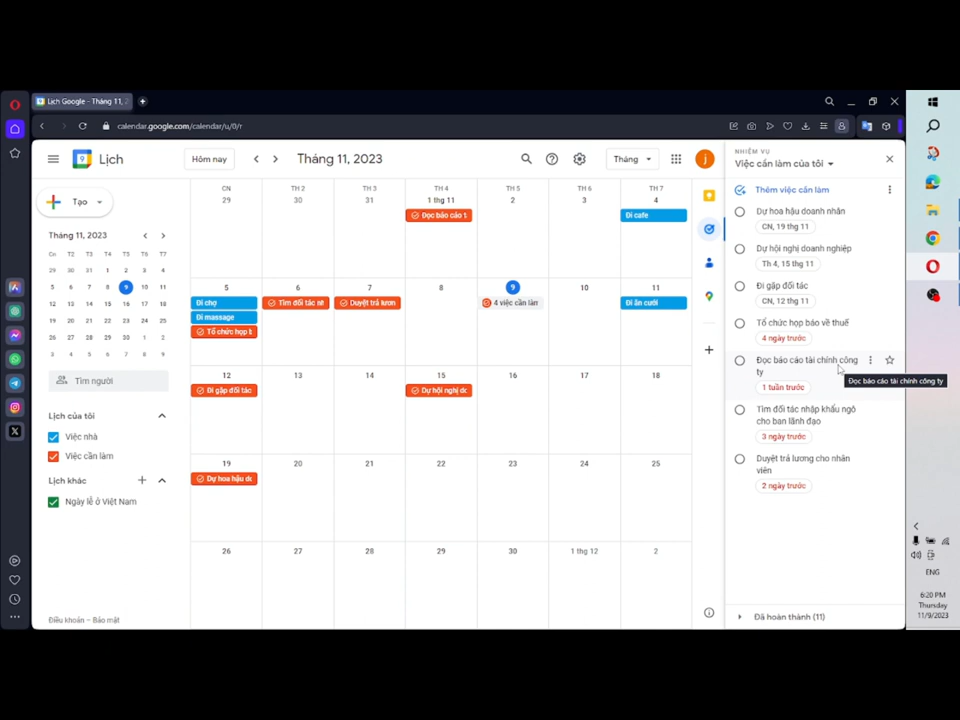 Lịch Google - Tháng 11, 2
calendar.google.com/calendar/u/0/r
9
Lịch
Hôm nay
Tháng 11, 2023
Tháng
j
NHIỆM VỤ
Việc cần làm của tôi
Tạo
Tháng 11, 2023
Cn T2 T3 T4 T5 T6 T7
29 30 31 1 2 3 4
5 6 7 8 9 10 11
12 13 14 15 16 17 18
19 20 21 22 23 24 25
26 27 28 29 30 1 2
3 4 5 6 7 8 9
Tìm người
Lịch của tôi
Việc nhà
Việc cần làm
Lịch khác
Ngày lễ ở Việt Nam
Điều khoản – Bảo mật
CN TH 2 TH 3 TH 4 TH 5 TH 6 TH 7
29 30 31 1 thg 11 2 3 4
Đọc báo cáo t
Đi cafe
5 6 7 8 9 10 11
Đi chợ
Tìm đối tác nh
Duyệt trả lươn
4 việc cần làm
Đi ăn cưới
Đi massage
Tổ chức họp b
12 13 14 15 16 17 18
Đi gặp đối tác
Dự hội nghị do
19 20 21 22 23 24 25
Dự hoa hậu do
26 27 28 29 30 1 thg 12 2
Thêm việc cần làm
Dự hoa hậu doanh nhân
CN, 19 thg 11
Dự hội nghị doanh nghiệp
Th 4, 15 thg 11
Đi gặp đối tác
CN, 12 thg 11
Tổ chức họp báo về thuế
4 ngày trước
Đọc báo cáo tài chính công
ty
Đọc báo cáo tài chính công ty
1 tuần trước
Tìm đối tác nhập khẩu ngô
cho ban lãnh đạo
3 ngày trước
Duyệt trả lương cho nhân
viên
2 ngày trước
Đã hoàn thành (11)
ENG
6:20 PM
Thursday
11/9/2023